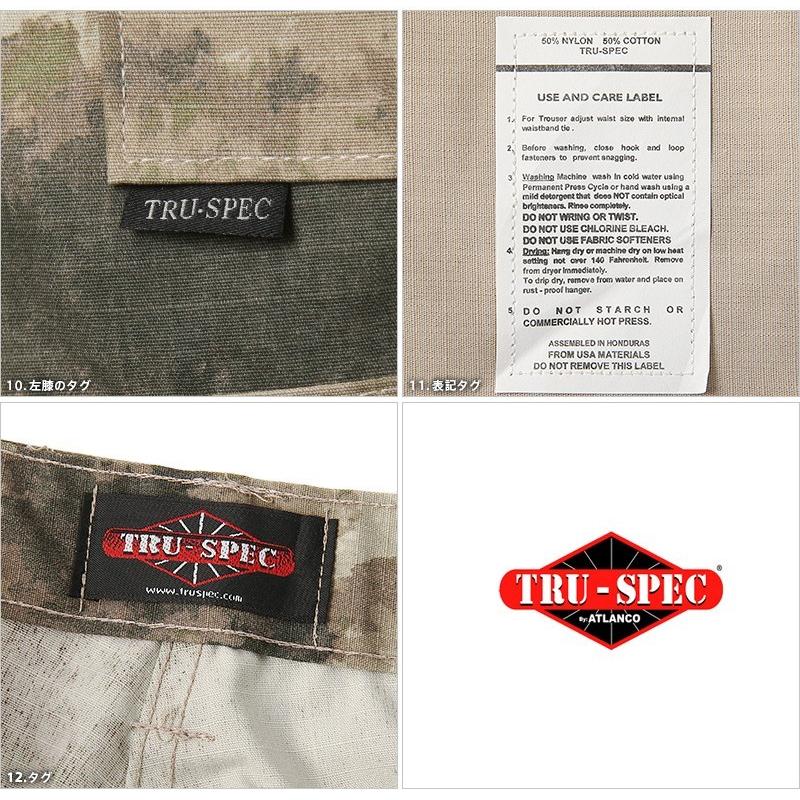 TRU·SPEC
10.左膝のタグ
50% NYLON 50% COTTON
TRU-SPEC
USE AND CARE LABEL
1. For Trouser adjust waist size with internal
waistband tie .
2. Before washing, close hook and loop
fasteners to prevent snagging.
3. Washing Machine wash in cold water using
Permanent Press Cycle or hand wash using a
mild detergent that does NOT contain optical
brighteners. Rinse completely.
DO NOT WRING OR TWIST.
DO NOT USE CHLORINE BLEACH.
DO NOT USE FABRIC SOFTENERS
4. Drying: Hang dry or machine dry on low heat
setting not over 140 Fahrenheit. Remove
from dryer immediately.
To drip dry, remove from water and place on
rust - proof hanger.
5. DO NOT STARCH OR
COMMERCIALLY HOT PRESS.
ASSEMBLED IN HONDURAS
FROM USA MATERIALS
DO NOT REMOVE THIS LABEL
11.表記タグ
TRU-SPEC
www.truspec.com
12.タグ
TRU-SPEC®
By: ATLANCO